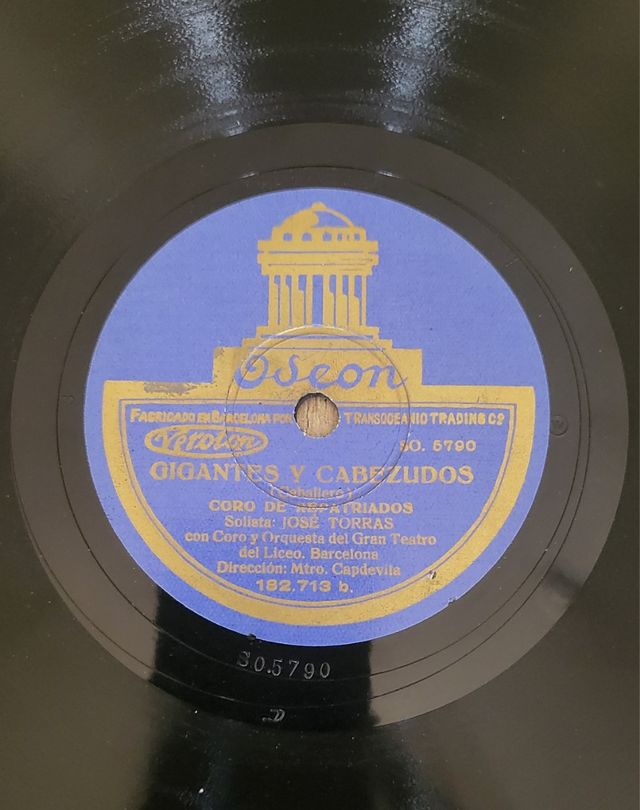 Odeon
FABRICADO EN BARCELONA POR TRANSOCEANIC TRADING Cº
Veroton
SO. 5790
GIGANTES Y CABEZUDOS
(Caballero)
CORO DE REPATRIADOS
Solista: JOSÉ TORRAS
con Coro y Orquesta del Gran Teatro
del Liceo. Barcelona
Dirección: Mtro. Capdevila
182.713 b.
SO.5790